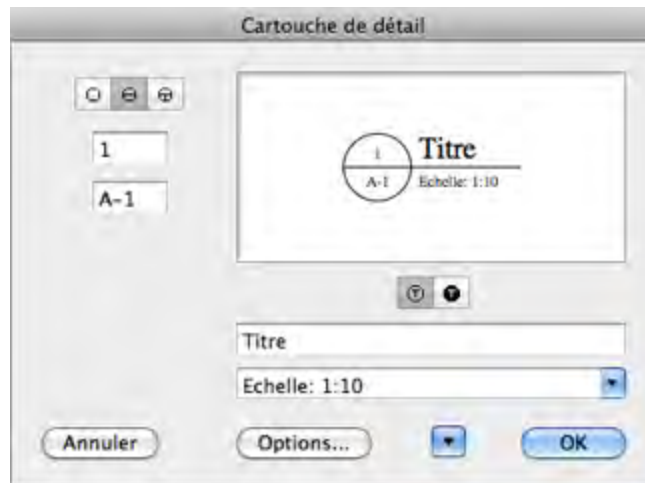 Cartouche de détail
1
A-1
1
Titre
A-1
Echelle: 1:10
T T
Titre
Echelle: 1:10
Annuler
Options...
OK